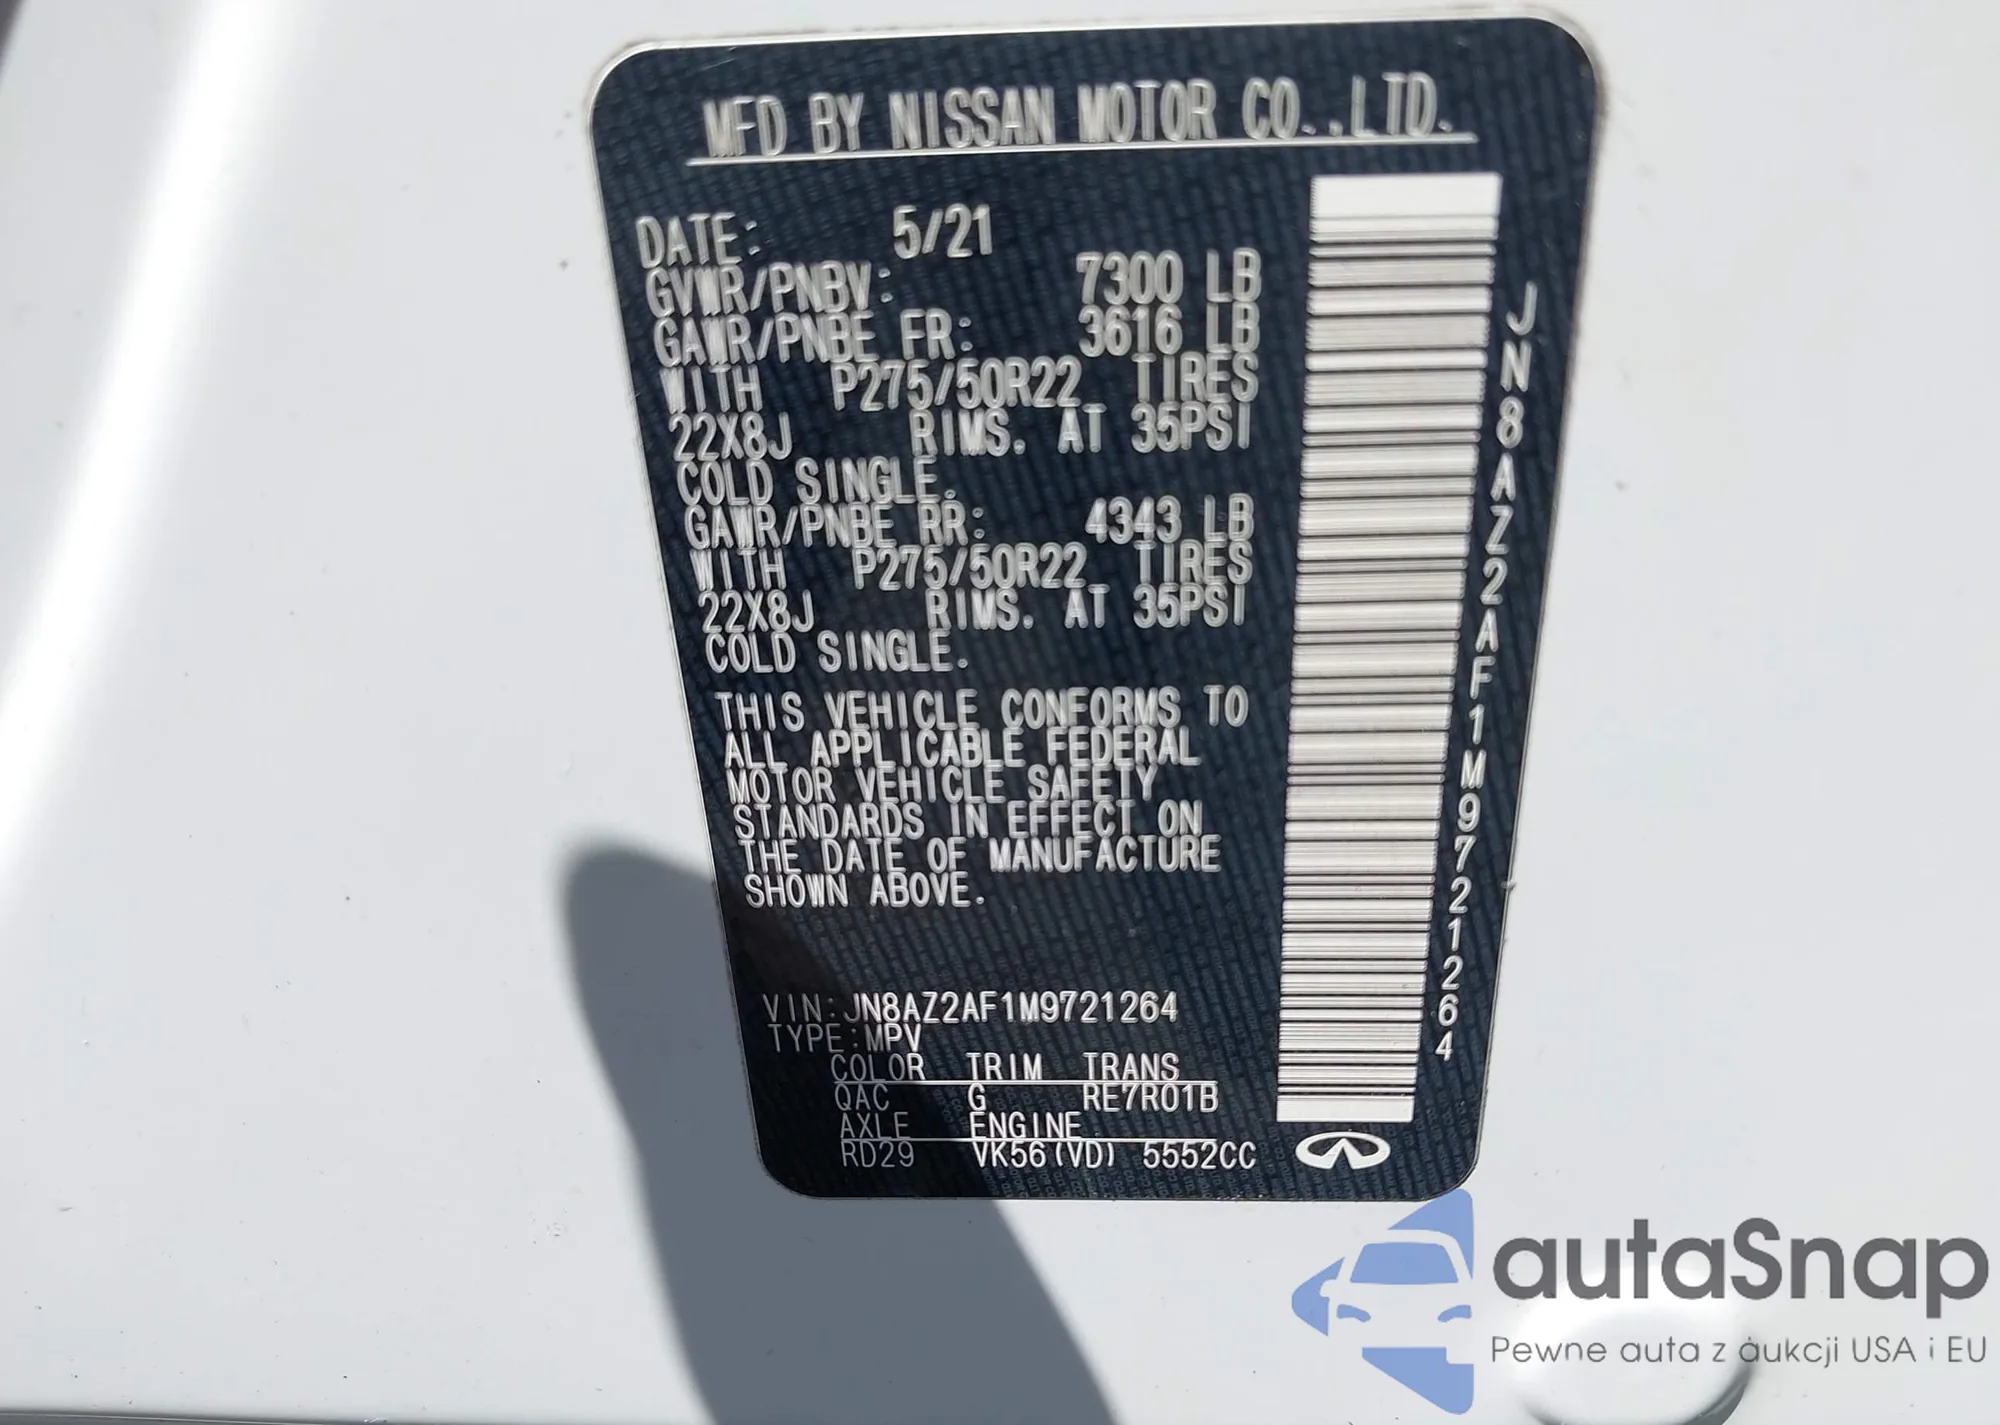 MFD BY NISSAN MOTOR CO.,LTD.
DATE: 5/21
GVWR/PNBV: 7300 LB
GAWR/PNBE FR: 3616 LB
WITH P275/50R22 TIRES
22X8J RIMS. AT 35PSI
COLD SINGLE.
GAWR/PNBE RR: 4343 LB
WITH P275/50R22 TIRES
22X8J RIMS. AT 35PSI
COLD SINGLE.
THIS VEHICLE CONFORMS TO
ALL APPLICABLE FEDERAL
MOTOR VEHICLE SAFETY
STANDARDS IN EFFECT ON
THE DATE OF MANUFACTURE
SHOWN ABOVE.
VIN:JN8AZ2AF1M9721264
TYPE:MPV
COLOR TRIM TRANS
QAC G RE7R01B
AXLE ENGINE
RD29 VK56(VD) 5552CC
JN8AZ2AF1M9721264
autaSnap
Pewne auta z aukcji USA i EU